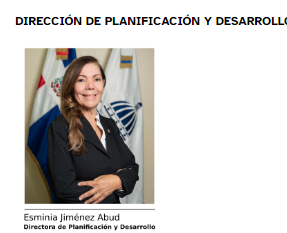 DIRECCIÓN DE PLANIFICACIÓN Y DESARROLLO
Esminia Jiménez Abud
Directora de Planificación y Desarrollo